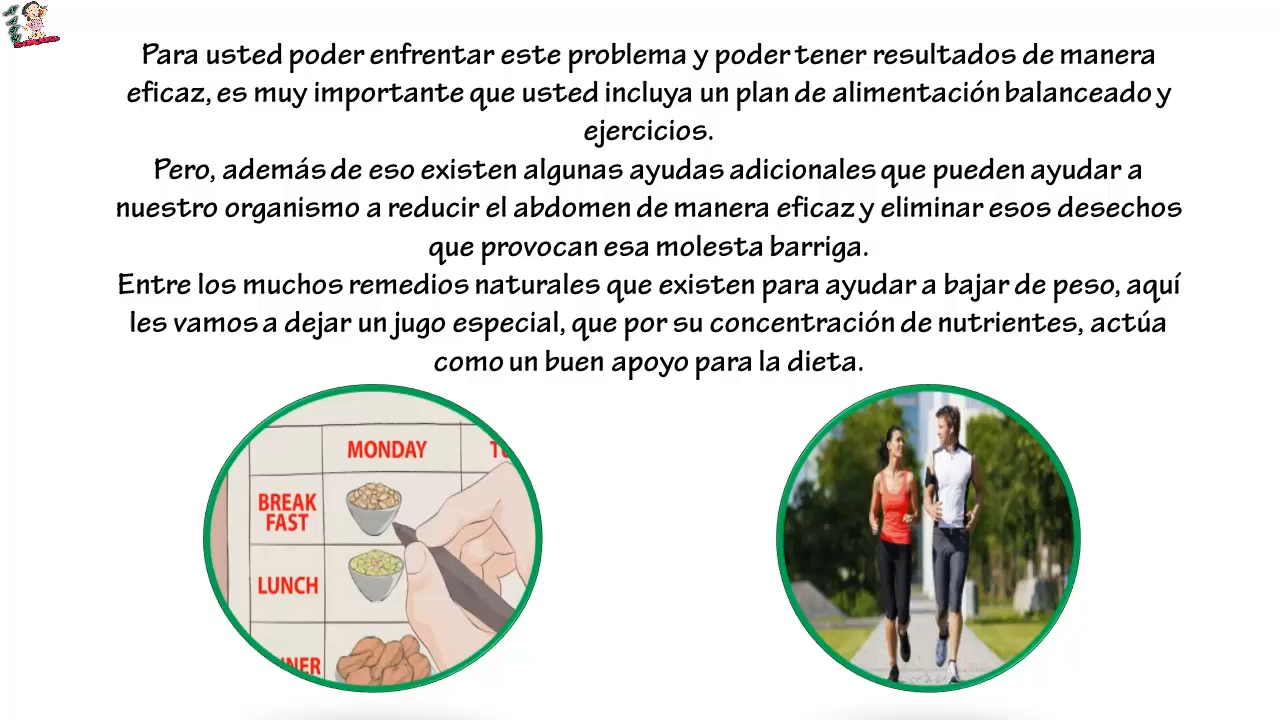 Para usted poder enfrentar este problema y poder tener resultados de manera
eficaz, es muy importante que usted incluya un plan de alimentación balanceado y
ejercicios.
Pero, además de eso existen algunas ayudas adicionales que pueden ayudar a
nuestro organismo a reducir el abdomen de manera eficaz y eliminar esos desechos
que provocan esa molesta barriga.
Entre los muchos remedios naturales que existen para ayudar a bajar de peso, aquí
les vamos a dejar un jugo especial, que por su concentración de nutrientes, actúa
como un buen apoyo para la dieta.
MONDAY
BREAK
FAST
LUNCH